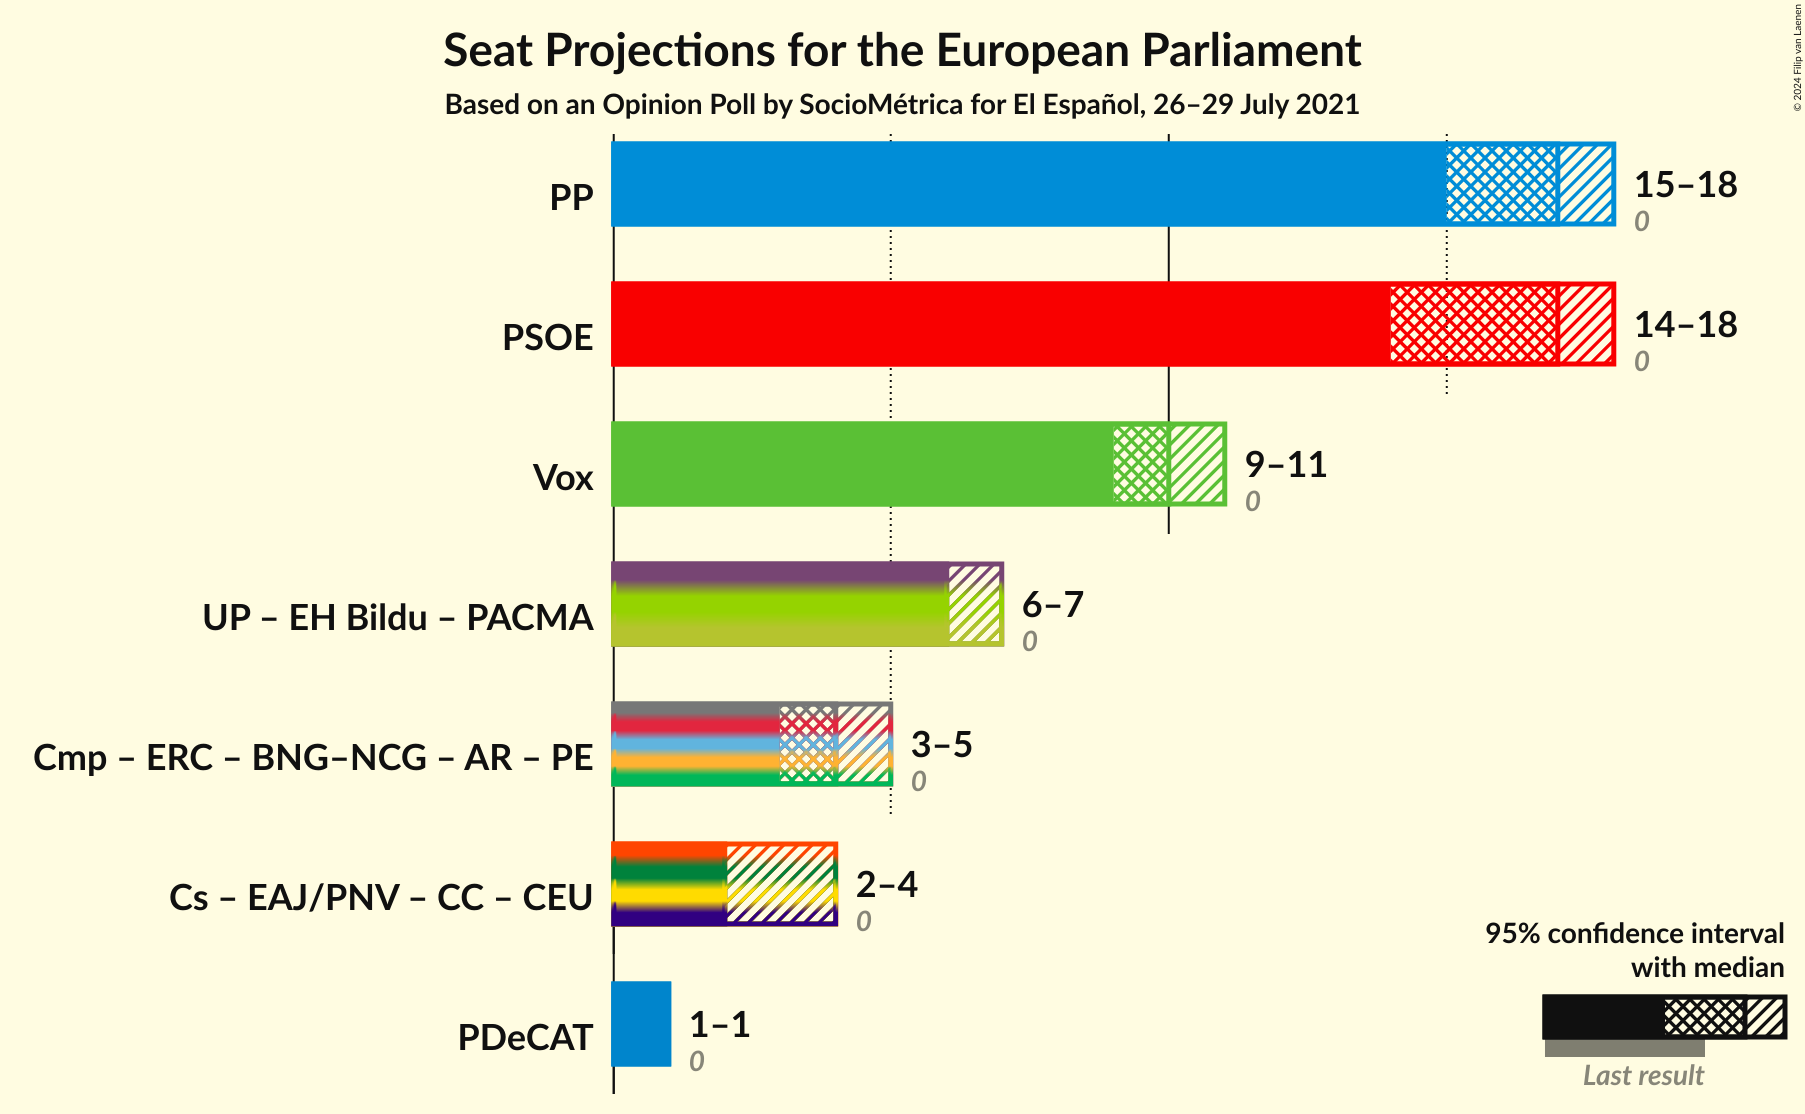 Seat Projections for the European Parliament
Based on an Opinion Poll by SocioMétrica for El Español, 26–29 July 2021
© 2024 Filip van Laenen
PP
15–18
0
PSOE
14–18
0
Vox
9–11
0
UP – EH Bildu – PACMA
6–7
0
Cmp – ERC – BNG–NCG – AR – PE
3–5
0
Cs – EAJ/PNV – CC – CEU
2–4
0
PDeCAT
1–1
0
95% confidence interval
with median
Last result